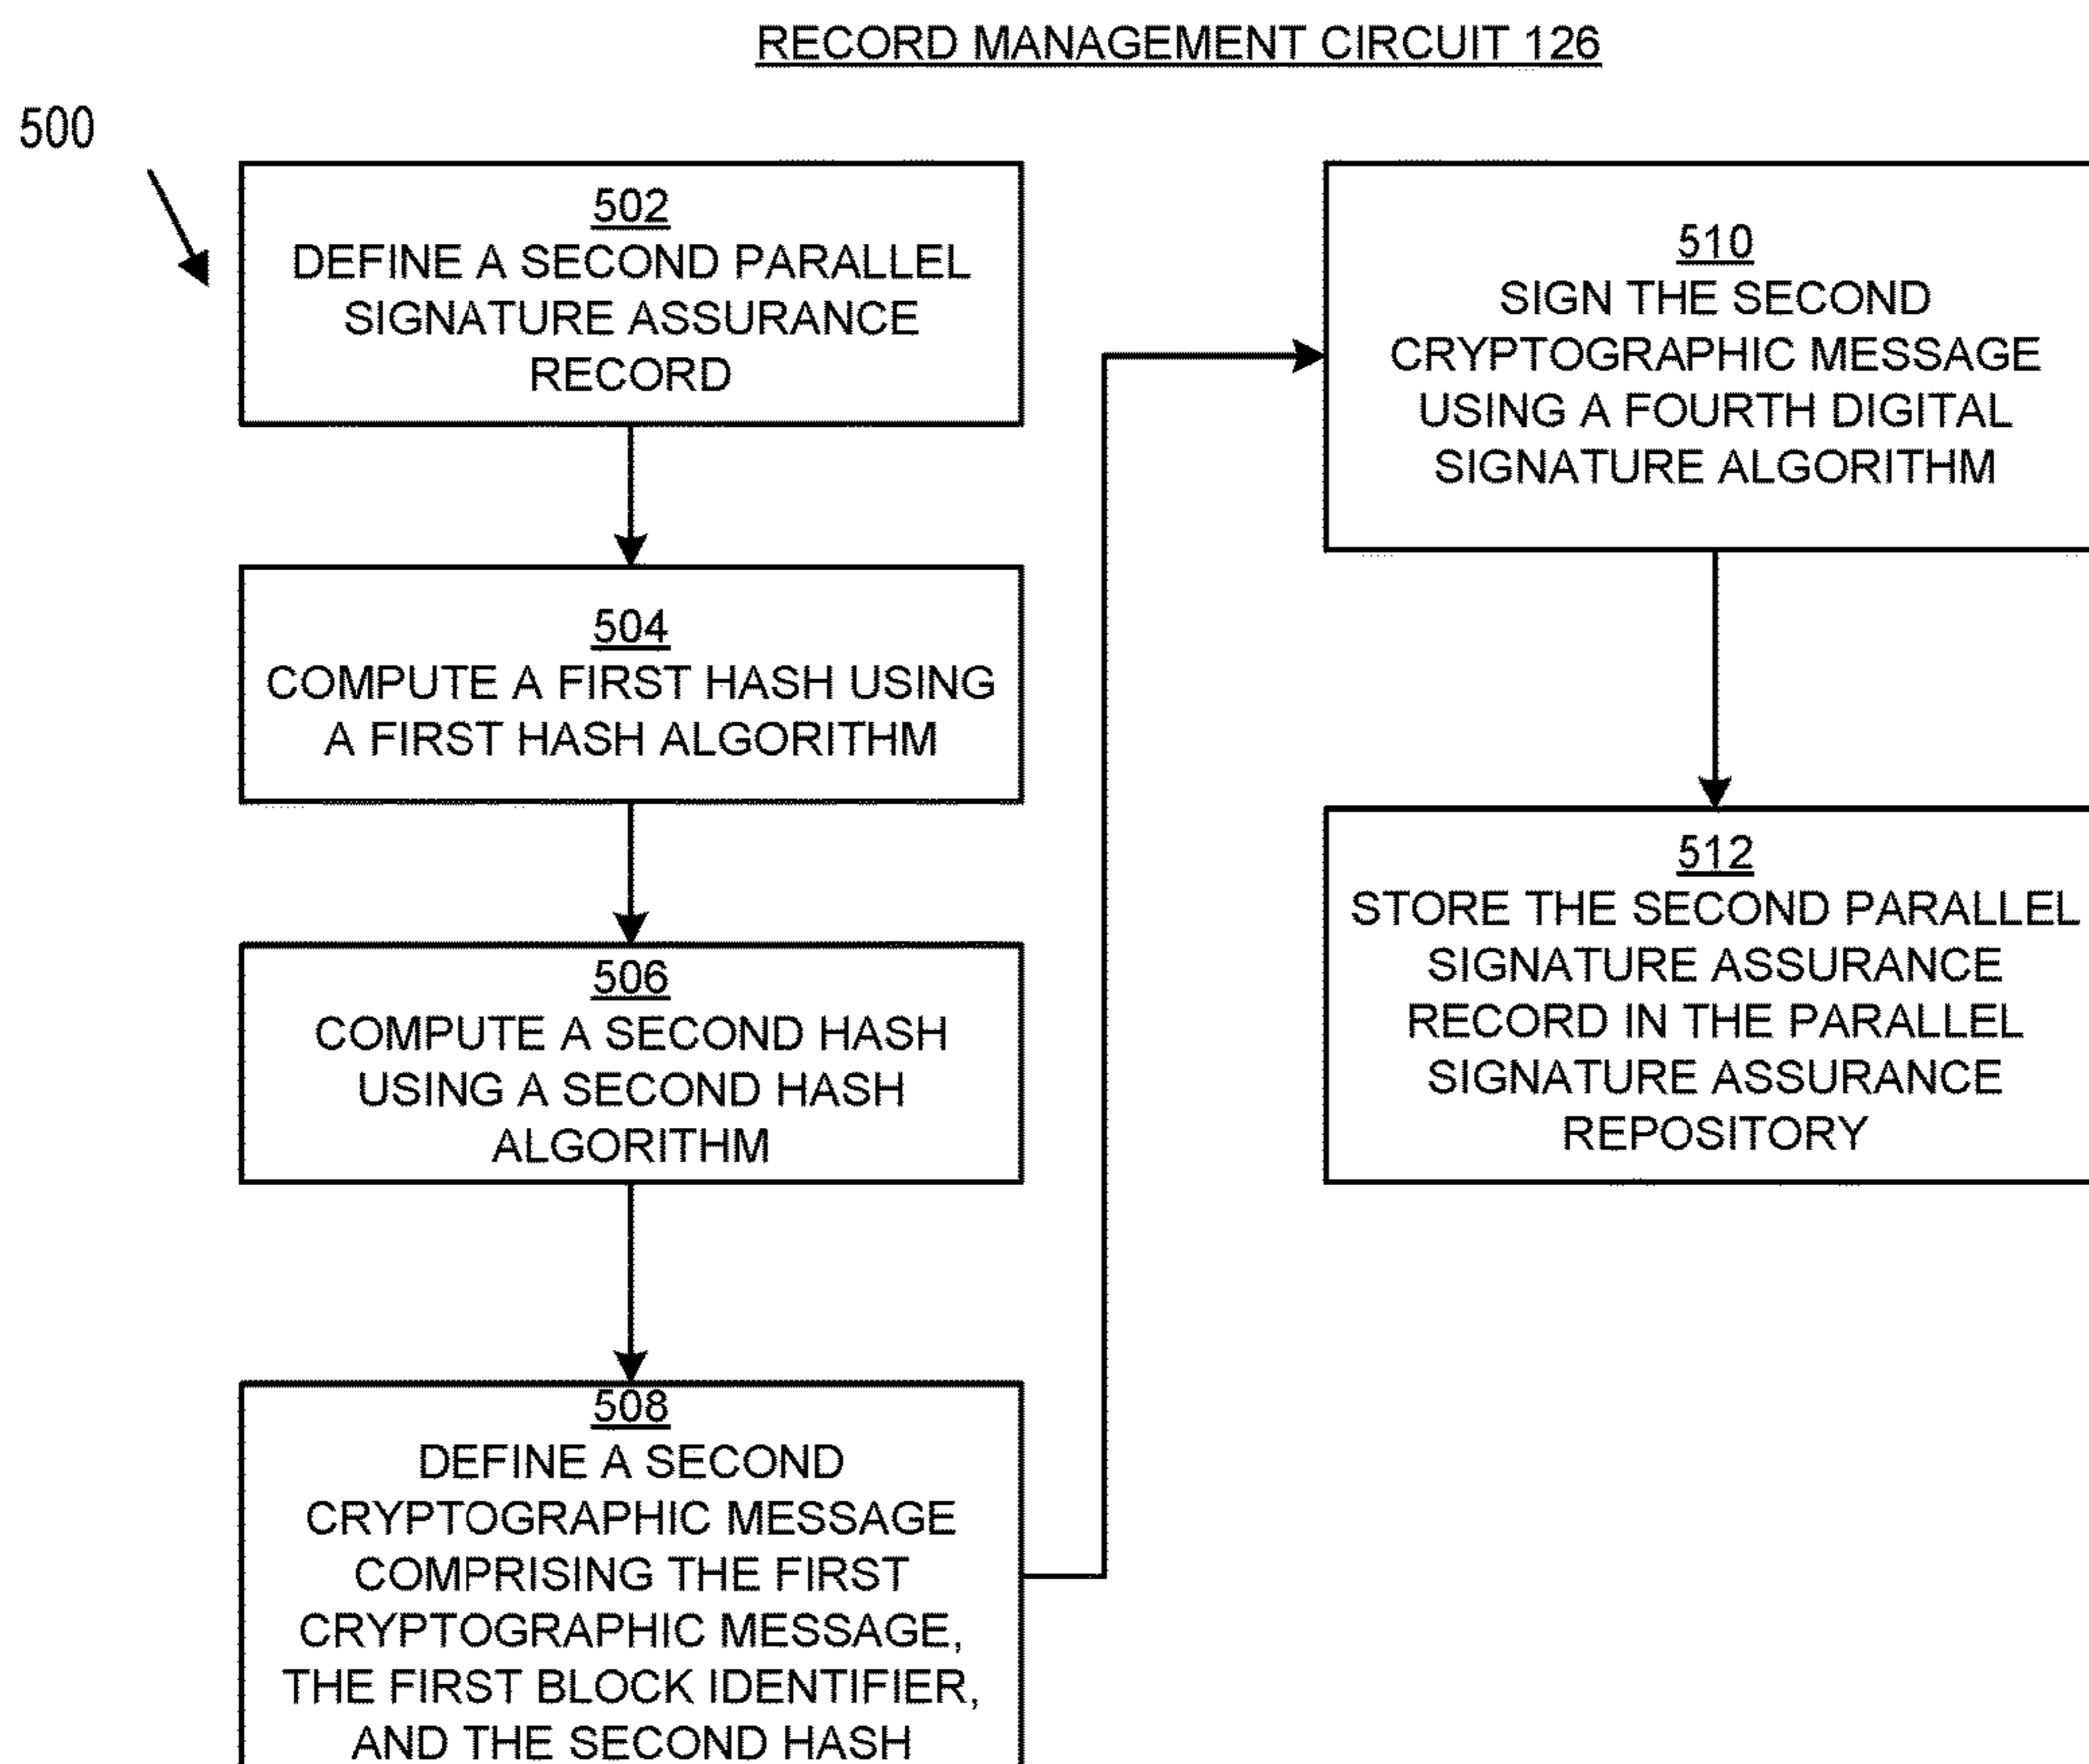 RECORD MANAGEMENT CIRCUIT 126
500
502
DEFINE A SECOND PARALLEL
SIGNATURE ASSURANCE
RECORD
504
COMPUTE A FIRST HASH USING
A FIRST HASH ALGORITHM
506
COMPUTE A SECOND HASH
USING A SECOND HASH
ALGORITHM
508
DEFINE A SECOND
CRYPTOGRAPHIC MESSAGE
COMPRISING THE FIRST
CRYPTOGRAPHIC MESSAGE,
THE FIRST BLOCK IDENTIFIER,
AND THE SECOND HASH
510
SIGN THE SECOND
CRYPTOGRAPHIC MESSAGE
USING A FOURTH DIGITAL
SIGNATURE ALGORITHM
512
STORE THE SECOND PARALLEL
SIGNATURE ASSURANCE
RECORD IN THE PARALLEL
SIGNATURE ASSURANCE
REPOSITORY